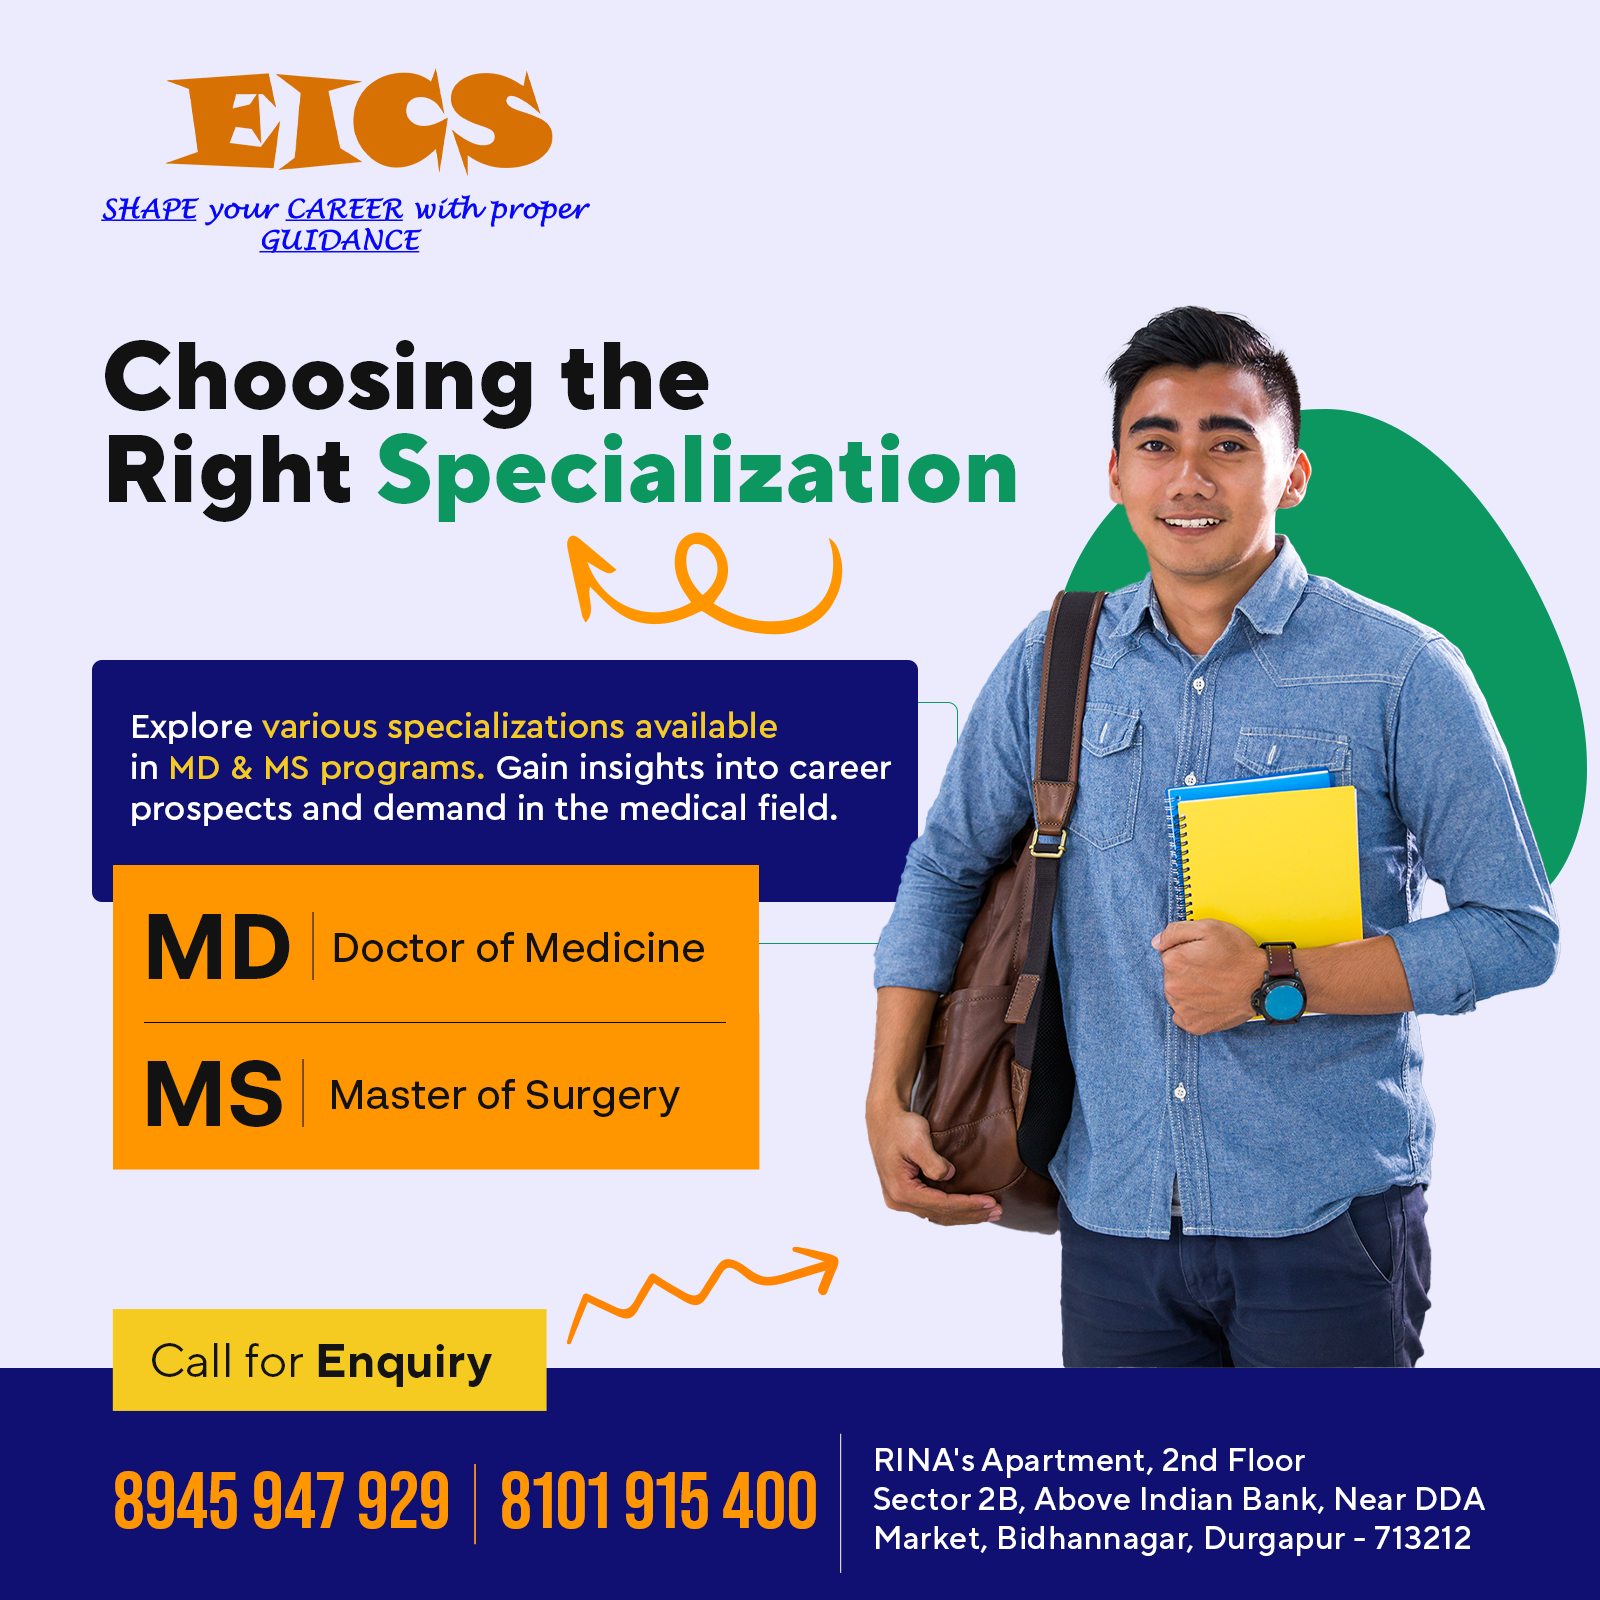 EICS
SHAPE your CAREER with proper
GUIDANCE
Choosing the
Right Specialization
Explore various specializations available
in MD & MS programs. Gain insights into career
prospects and demand in the medical field.
MD Doctor of Medicine
MS Master of Surgery
Call for Enquiry
8945 947 929 8101 915 400
RINA's Apartment, 2nd Floor
Sector 2B, Above Indian Bank, Near DDA
Market, Bidhannagar, Durgapur - 713212